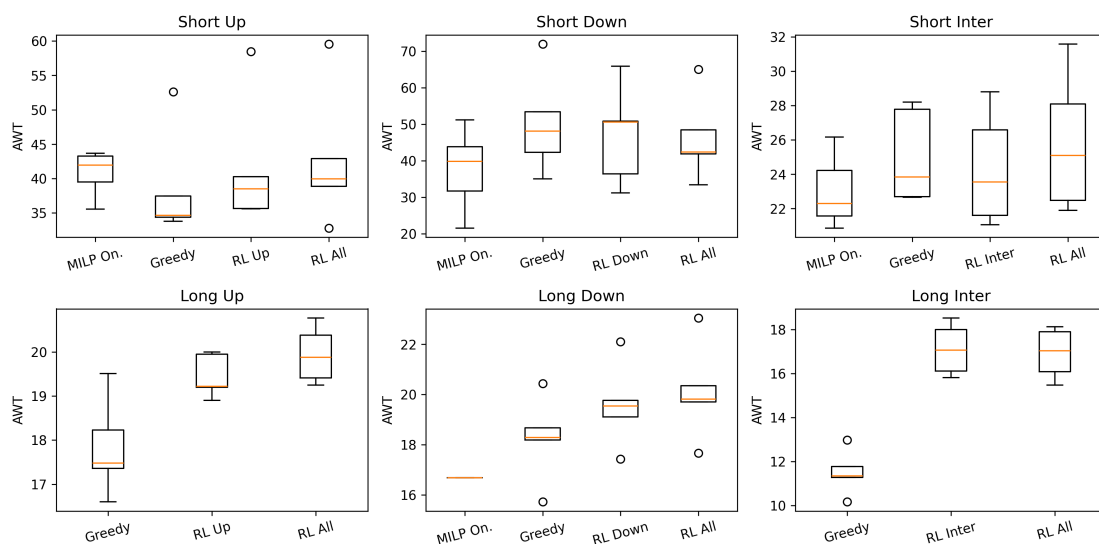 Short Up
60
55
50
45
40
35
AWT
MILP On.
Greedy
RL Up
RL All
Short Down
70
60
50
40
30
20
AWT
MILP On.
Greedy
RL Down
RL All
Short Inter
32
30
28
26
24
22
AWT
MILP On.
Greedy
RL Inter
RL All
Long Up
20
19
18
17
AWT
Greedy
RL Up
RL All
Long Down
22
20
18
16
AWT
MILP On.
Greedy
RL Down
RL All
Long Inter
18
16
14
12
10
AWT
Greedy
RL Inter
RL All